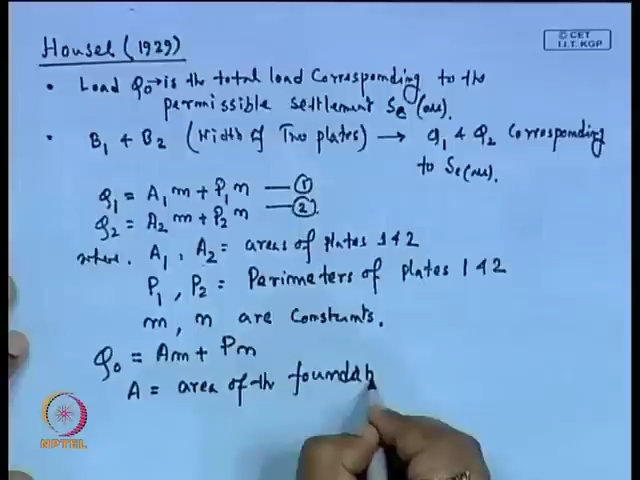 Housel (1929)
© CET
I.I.T. KGP
• Load Q0 → is the total load corresponding to the
permissible settlement Se(all).
• B1 & B2 (Width of Two plates) → Q1 & Q2 corresponding
to Se(all).
Q1 = A1 m + P1 n — ①
Q2 = A2 m + P2 n — ②.
where. A1, A2 = areas of plates 1 & 2
P1, P2 = Perimeters of plates 1 & 2
m, n are constants.
Q0 = Am + Pn
A = area of the foundat
NPTEL